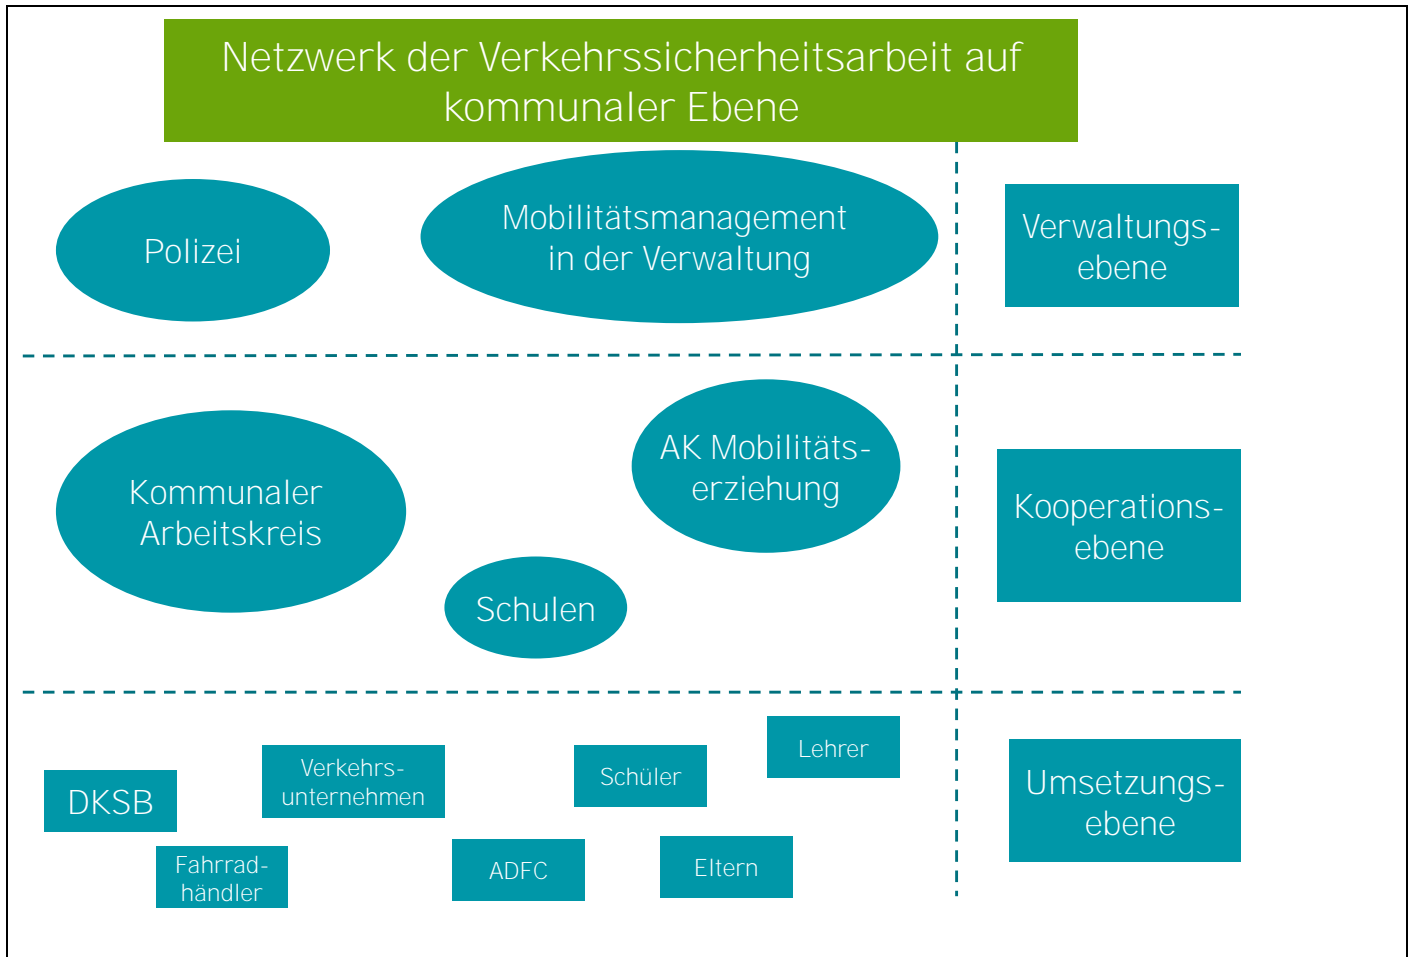 Netzwerk der Verkehrssicherheitsarbeit auf
kommunaler Ebene
Polizei
Mobilitätsmanagement
in der Verwaltung
Verwaltungs-
ebene
Kommunaler
Arbeitskreis
Schulen
AK Mobilitäts-
erziehung
Kooperations-
ebene
DKSB
Fahrrad-
händler
Verkehrs-
unternehmen
ADFC
Schüler
Eltern
Lehrer
Umsetzungs-
ebene